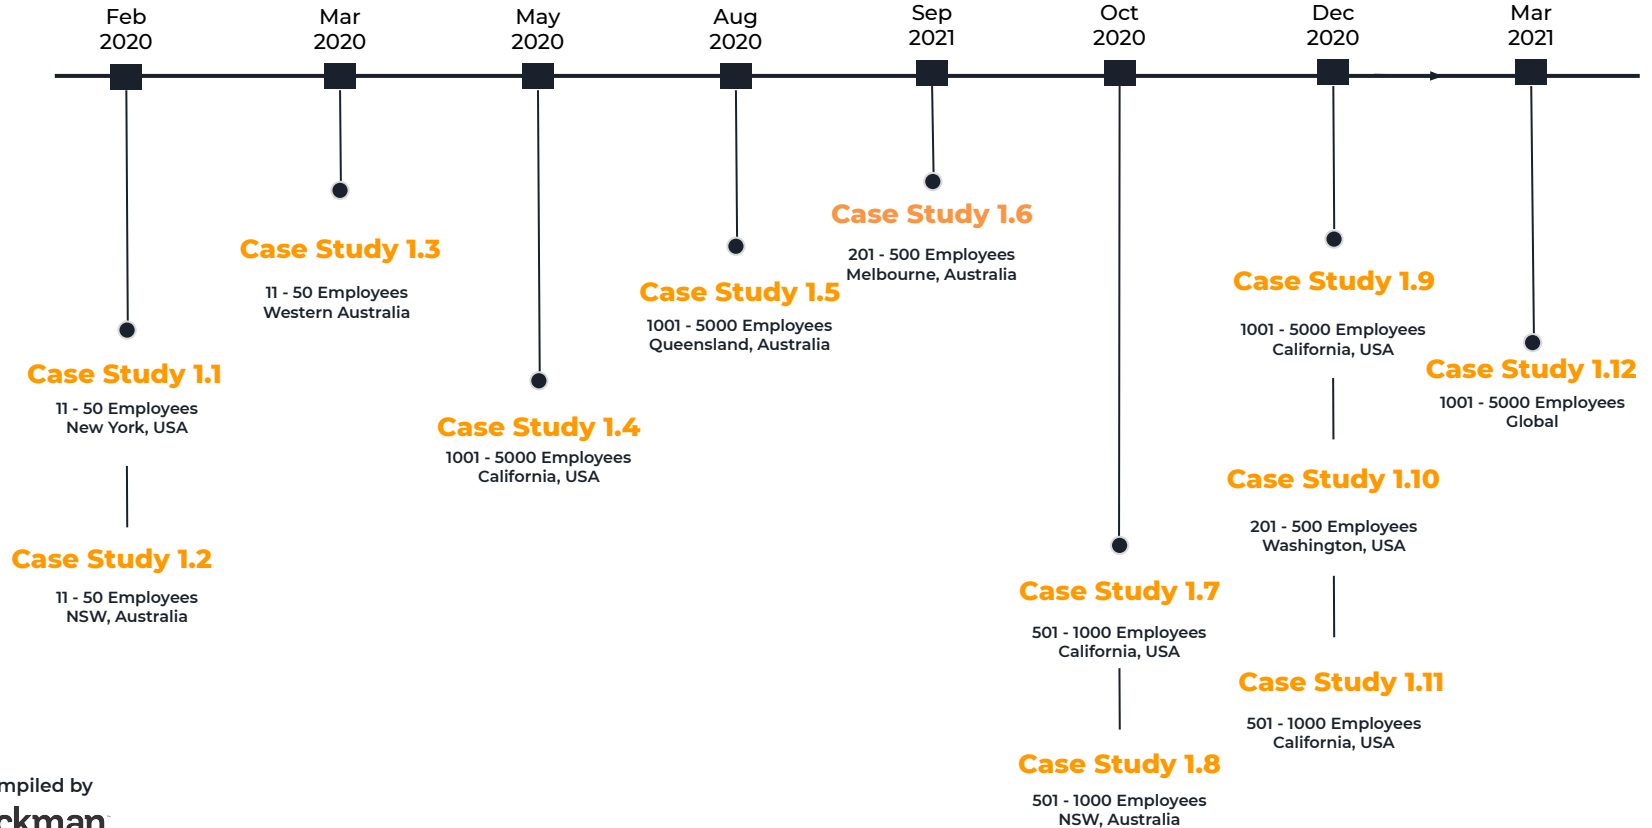 Feb
2020
Mar
2020
May
2020
Aug
2020
Sep
2021
Oct
2020
Dec
2020
Mar
2021
Case Study 1.1
11 - 50 Employees
New York, USA
Case Study 1.2
11 - 50 Employees
NSW, Australia
Case Study 1.3
11 - 50 Employees
Western Australia
Case Study 1.4
1001 - 5000 Employees
California, USA
Case Study 1.5
1001 - 5000 Employees
Queensland, Australia
Case Study 1.6
201 - 500 Employees
Melbourne, Australia
Case Study 1.7
501 - 1000 Employees
California, USA
Case Study 1.8
501 - 1000 Employees
NSW, Australia
Case Study 1.9
1001 - 5000 Employees
California, USA
Case Study 1.10
201 - 500 Employees
Washington, USA
Case Study 1.11
501 - 1000 Employees
California, USA
Case Study 1.12
1001 - 5000 Employees
Global
mpiled by
ckman